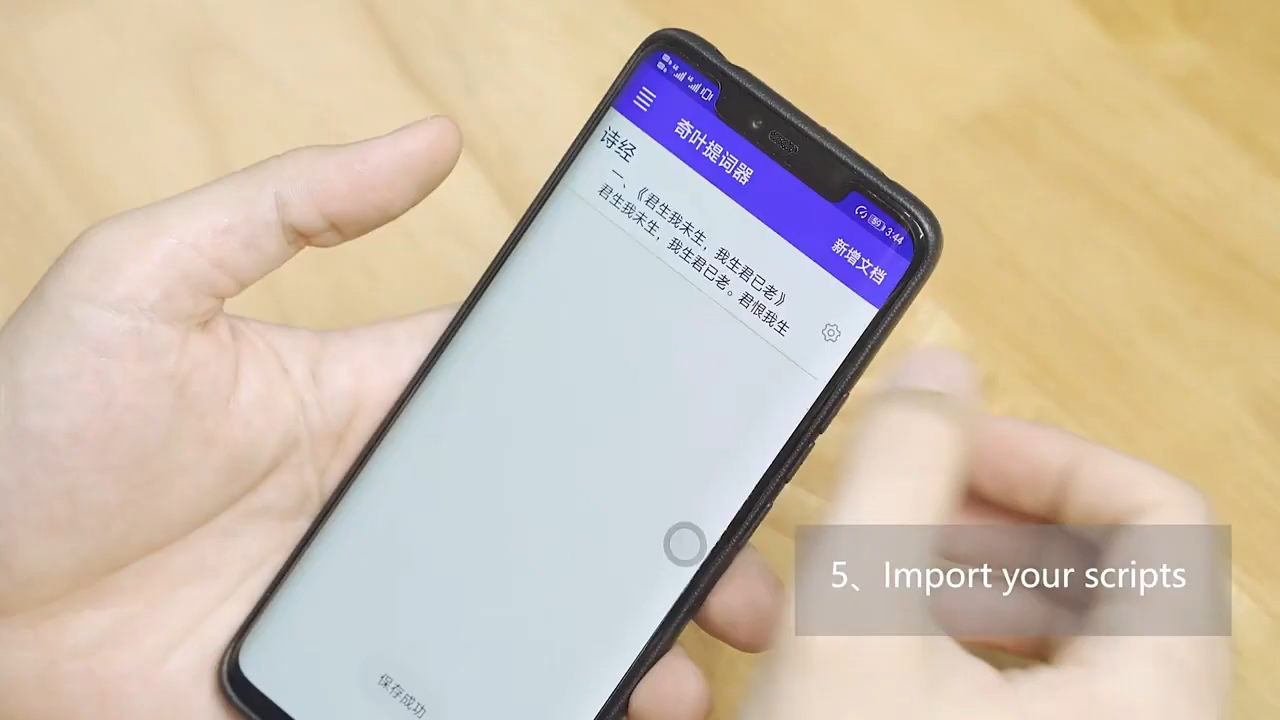 3:44
奇叶提词器
新增文档
诗经
一、《君生我未生，我生君已老》
君生我未生，我生君已老。君恨我生
保存成功
5、Import your scripts